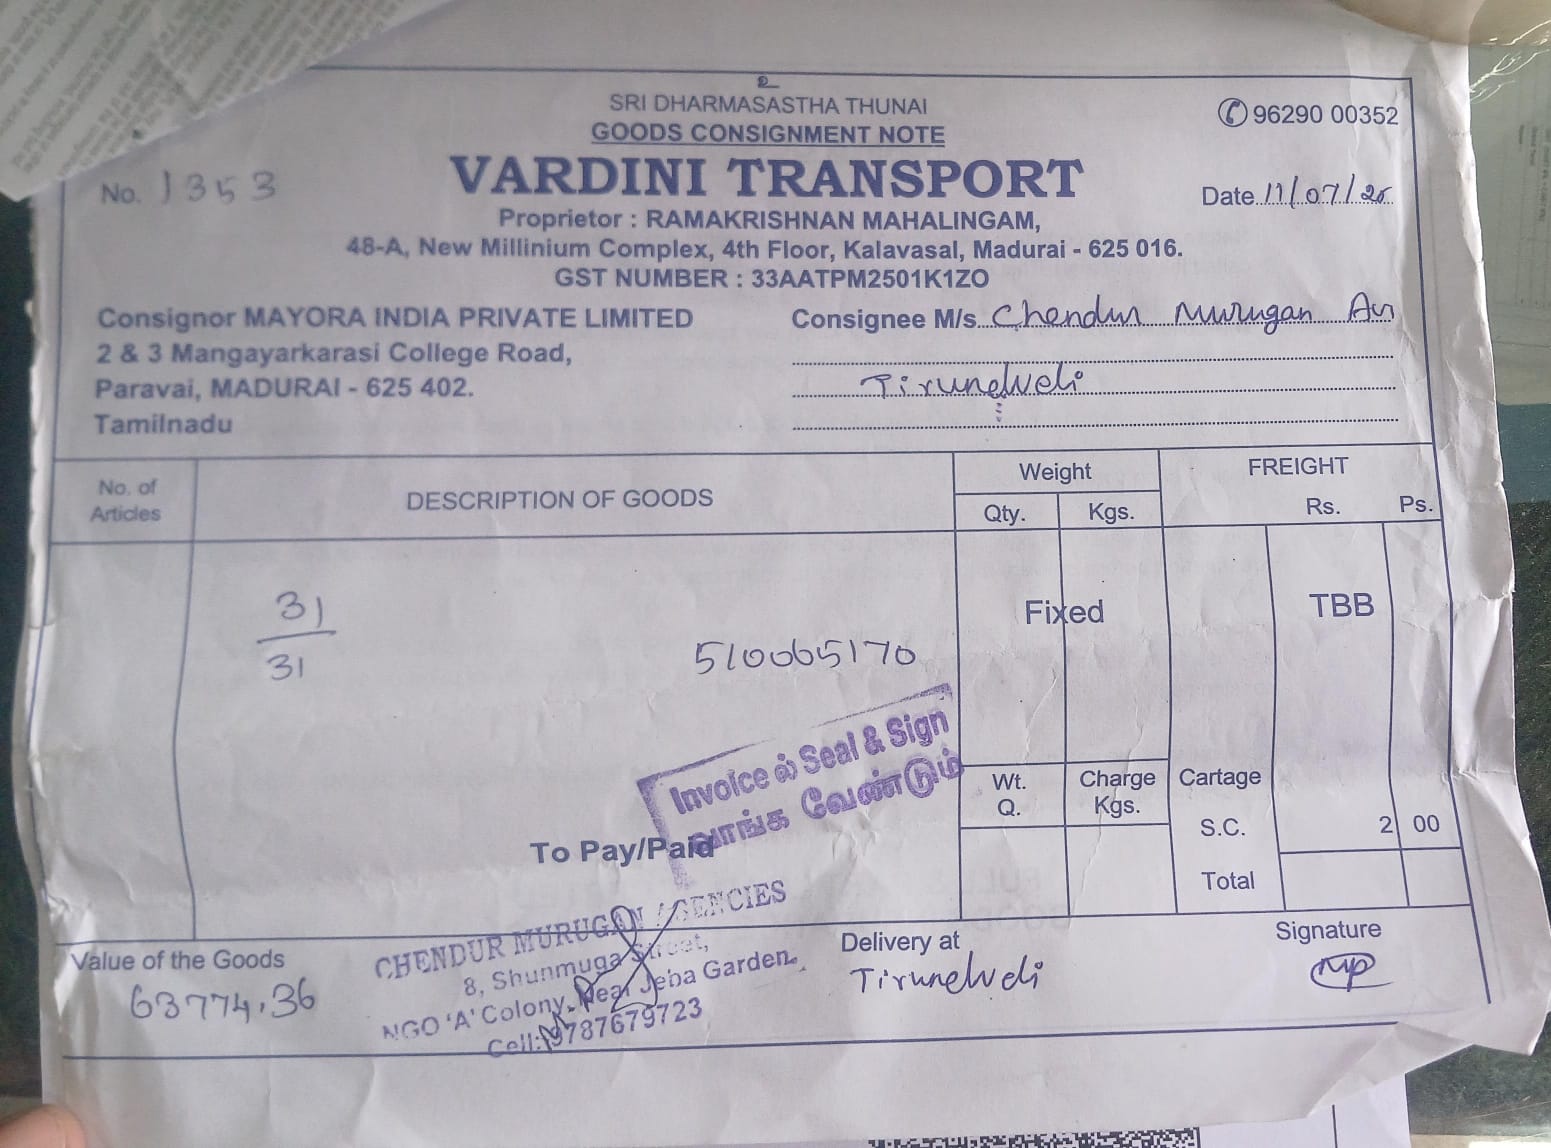 உ
SRI DHARMASASTHA THUNAI
GOODS CONSIGNMENT NOTE
96290 00352
No. 1353
VARDINI TRANSPORT
Date 11/07/25
Proprietor : RAMAKRISHNAN MAHALINGAM,
48-A, New Millinium Complex, 4th Floor, Kalavasal, Madurai - 625 016.
GST NUMBER : 33AATPM2501K1ZO
Consignor MAYORA INDIA PRIVATE LIMITED
2 & 3 Mangayarkarasi College Road,
Paravai, MADURAI - 625 402.
Tamilnadu
Consignee M/s. Chendur Murugan
Tirunelveli
No. of
Articles
DESCRIPTION OF GOODS
Weight
Qty. Kgs.
FREIGHT
Rs. Ps.
31
31
510065170
Fixed
TBB
Invoice ல் Seal & Sign
வாங்க வேண்டும்
To Pay/Paid
Wt.
Q.
Charge
Kgs.
Cartage
S.C. 2 00
Total
Value of the Goods
63774.36
CHENDUR MURUGAN AGENCIES
8, Shunmuga Street,
NGO 'A' Colony, Near Jeba Garden,
Cell: 9787679723
Delivery at
Tirunelveli
Signature